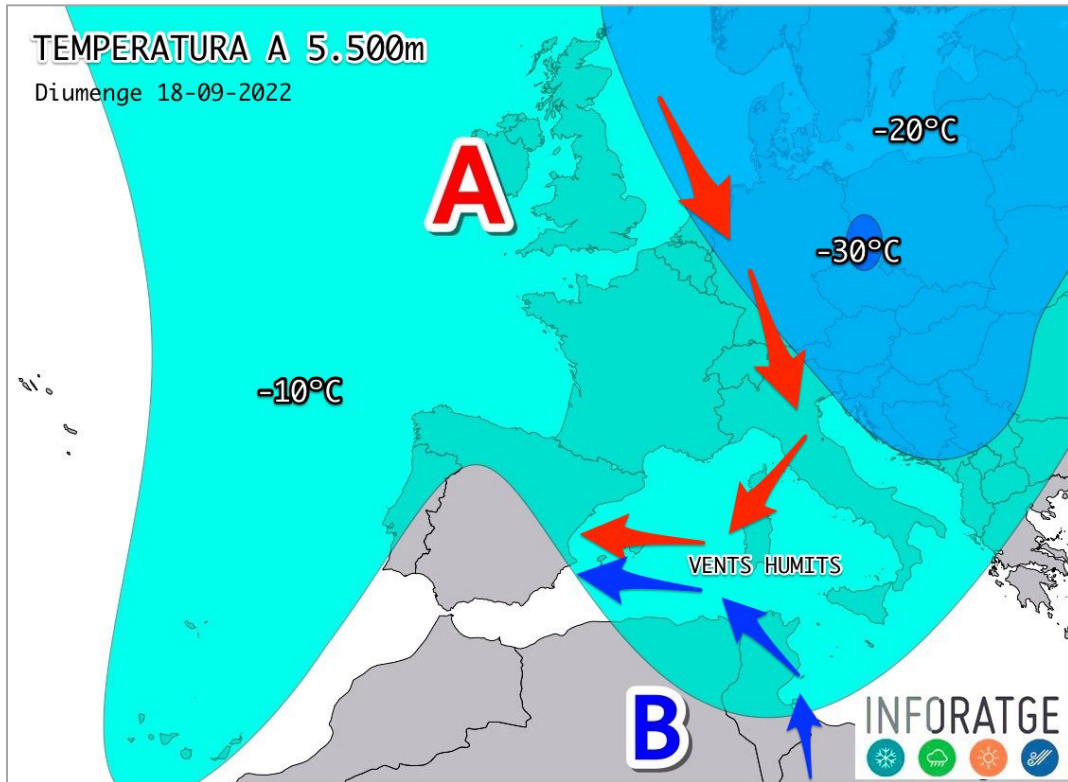 TEMPERATURA A 5.500m
Diumenge 18-09-2022
-20°C
A
-30°C
-10°C
VENTS HUMITS
B
INFORATGE